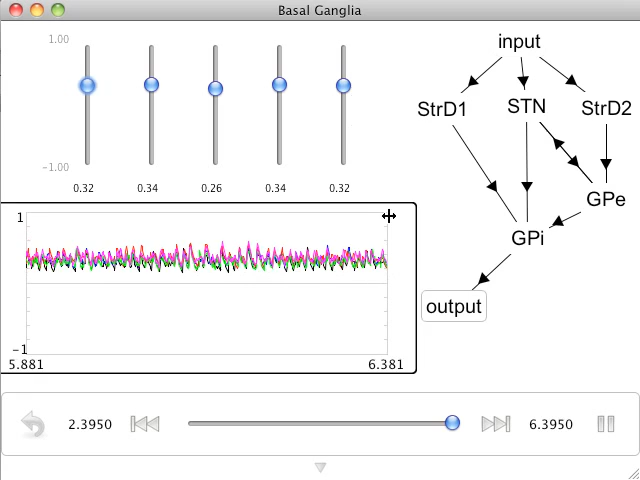 Basal Ganglia
1.00
-1.00
0.32 0.34 0.26 0.34 0.32
input
StrD1 STN StrD2
GPe
GPi
output
1
-1
5.881 6.381
2.3950 6.3950